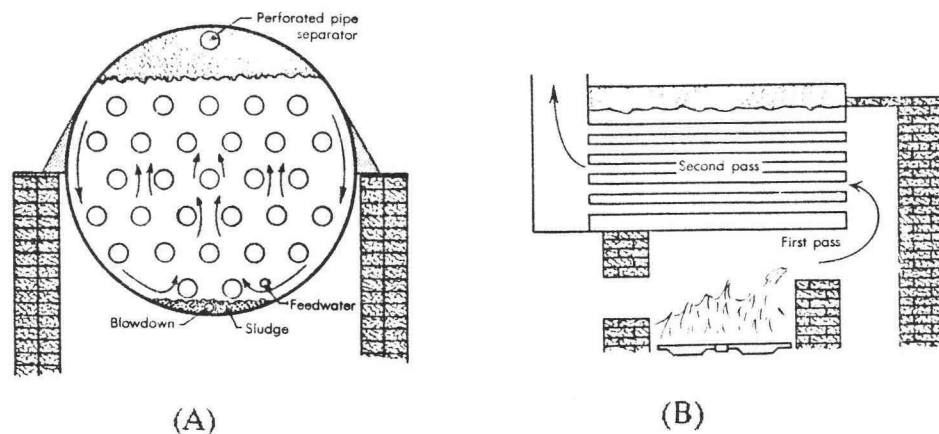 Perforated pipe
separator
Feedwater
Blowdown
Sludge
(A)
Second pass
First pass
(B)